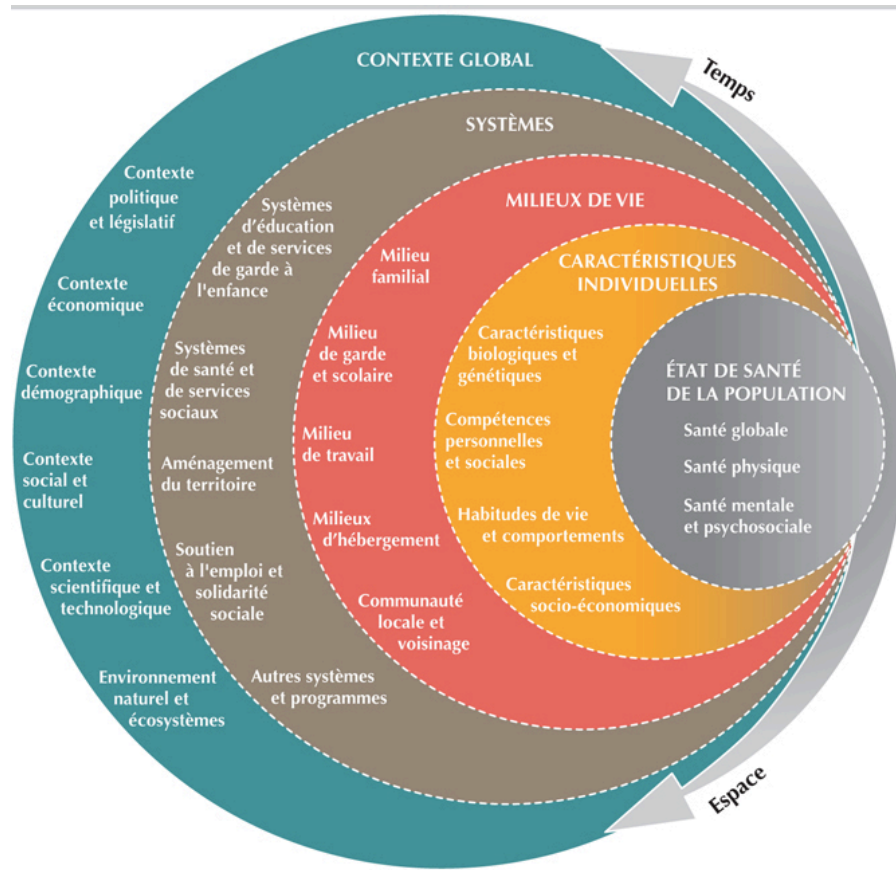 CONTEXTE GLOBAL
Contexte
politique
et législatif
Contexte
économique
Contexte
démographique
Contexte
social et
culturel
Contexte
scientifique et
technologique
Environnement
naturel et
écosystèmes
SYSTÈMES
Systèmes
d'éducation
et de services
de garde à
l'enfance
Systèmes
de santé et
de services
sociaux
Aménagement
du territoire
Soutien
à l'emploi et
solidarité
sociale
Autres systèmes
et programmes
MILIEUX DE VIE
Milieu
familial
Milieu
de garde
et scolaire
Milieu
de travail
Milieux
d'hébergement
Communauté
locale et
voisinage
CARACTÉRISTIQUES
INDIVIDUELLES
Caractéristiques
biologiques et
génétiques
Compétences
personnelles
et sociales
Habitudes de vie
et comportements
Caractéristiques
socio-économiques
ÉTAT DE SANTÉ
DE LA POPULATION
Santé globale
Santé physique
Santé mentale
et psychosociale
Temps
Espace